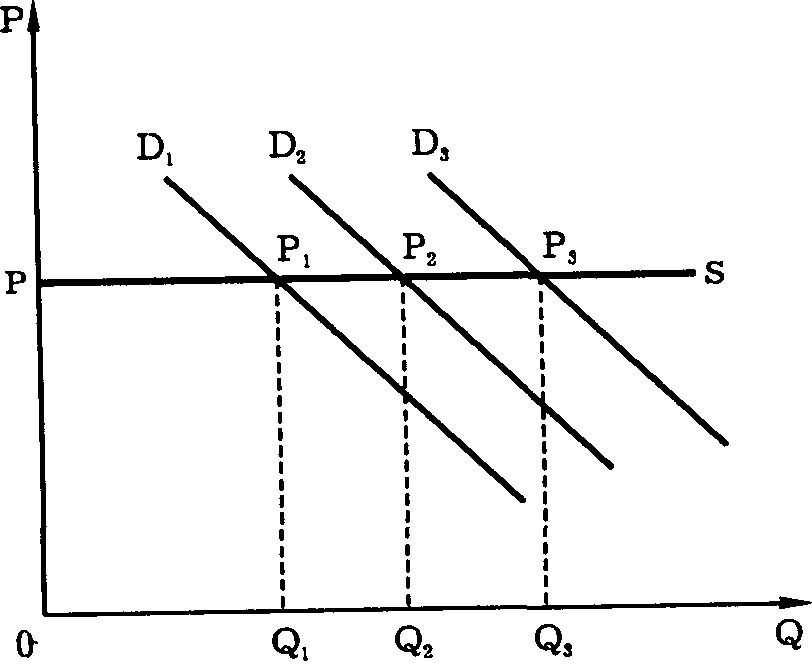 P
D₁ D₂ D₃
P₁ P₂ P₃
P S
0 Q₁ Q₂ Q₃ Q